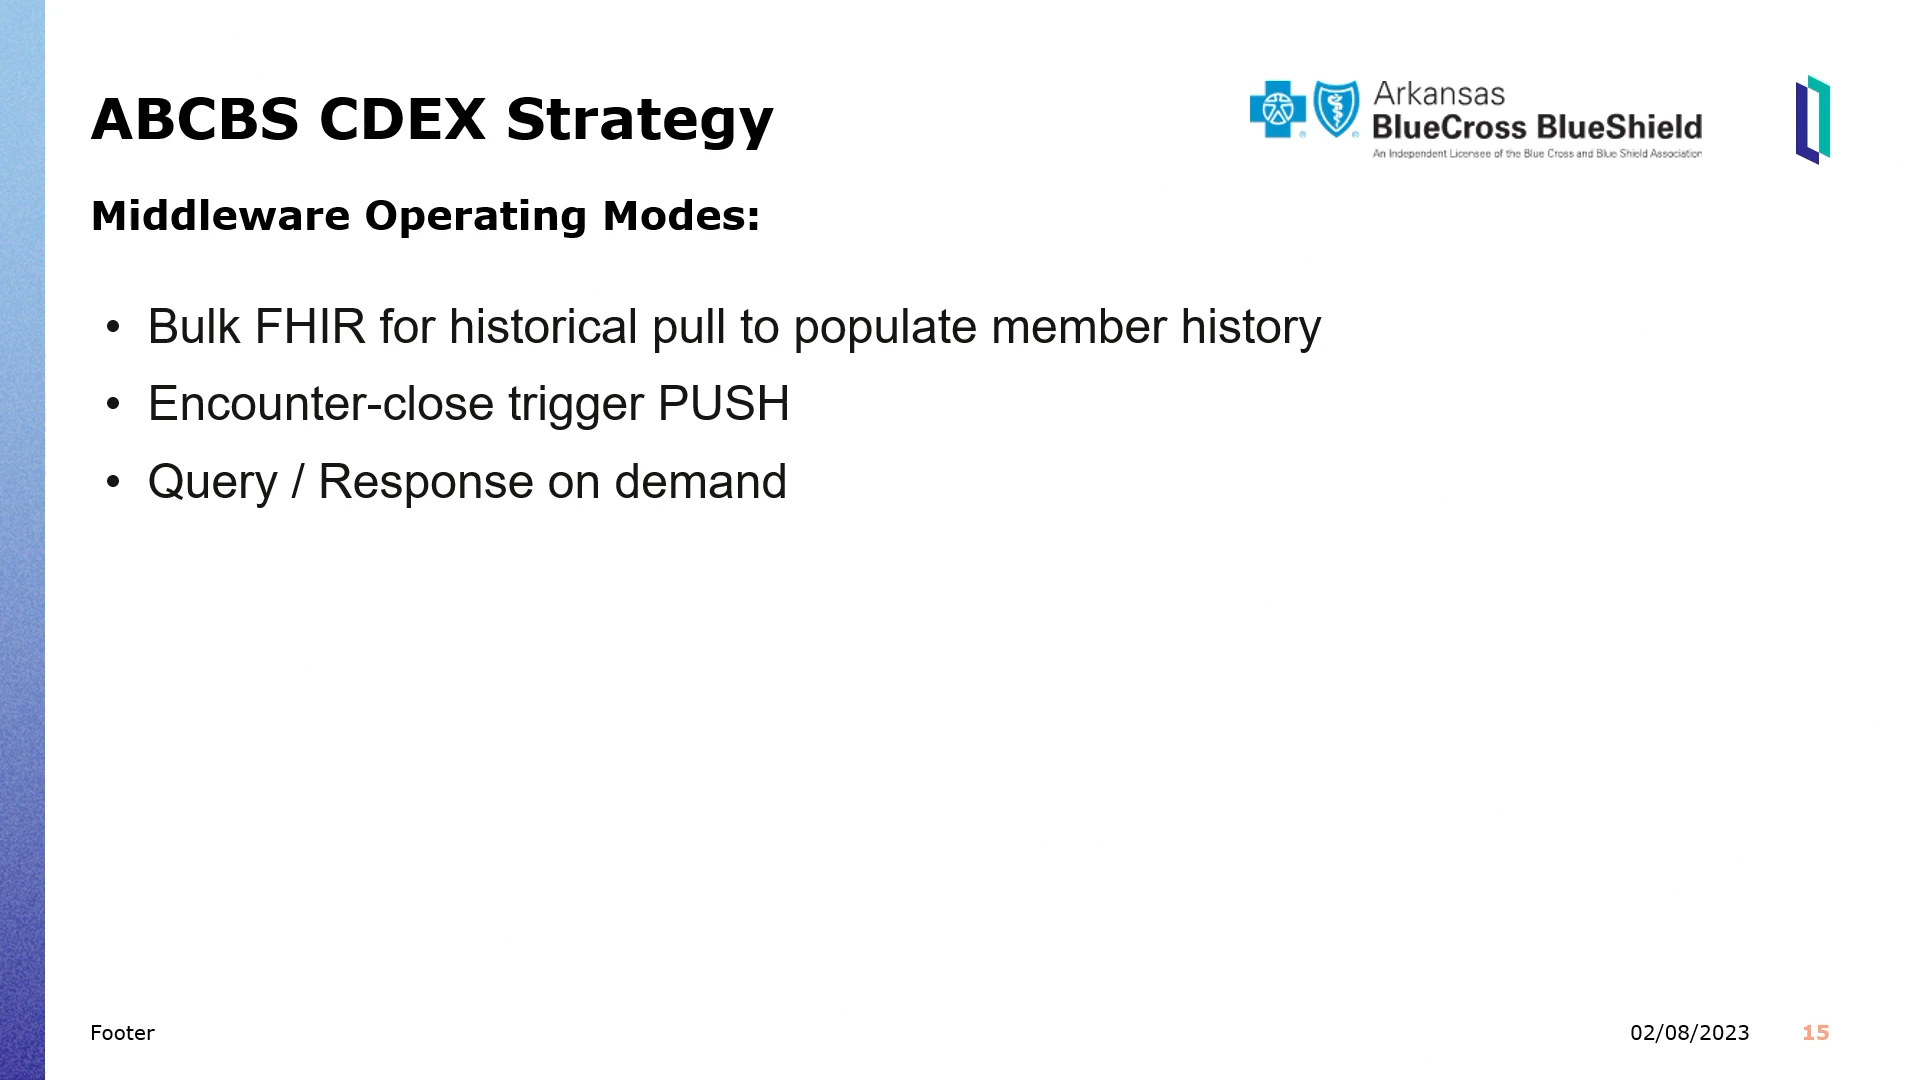 ABCBS CDEX Strategy
Arkansas
BlueCross BlueShield
An Independent Licensee of the Blue Cross and Blue Shield Association
Middleware Operating Modes:
• Bulk FHIR for historical pull to populate member history
• Encounter-close trigger PUSH
• Query / Response on demand
Footer
02/08/2023
15